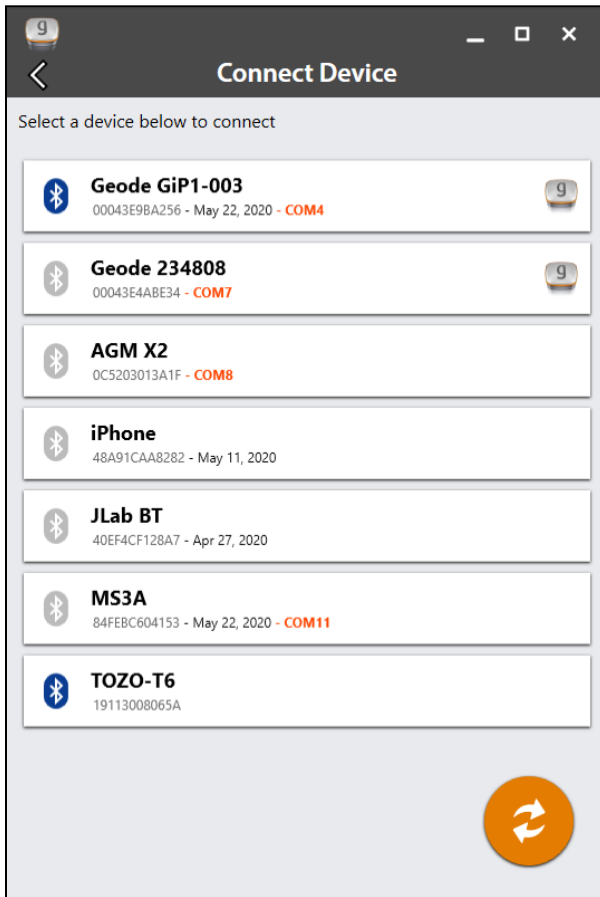 g
Connect Device
Select a device below to connect
Geode GiP1-003
00043E9BA256 - May 22, 2020 - COM4
g
Geode 234808
00043E4ABE34 - COM7
g
AGM X2
0C5203013A1F - COM8
iPhone
48A91CAA8282 - May 11, 2020
JLab BT
40EF4CF128A7 - Apr 27, 2020
MS3A
84FEBC604153 - May 22, 2020 - COM11
TOZO-T6
19113008065A